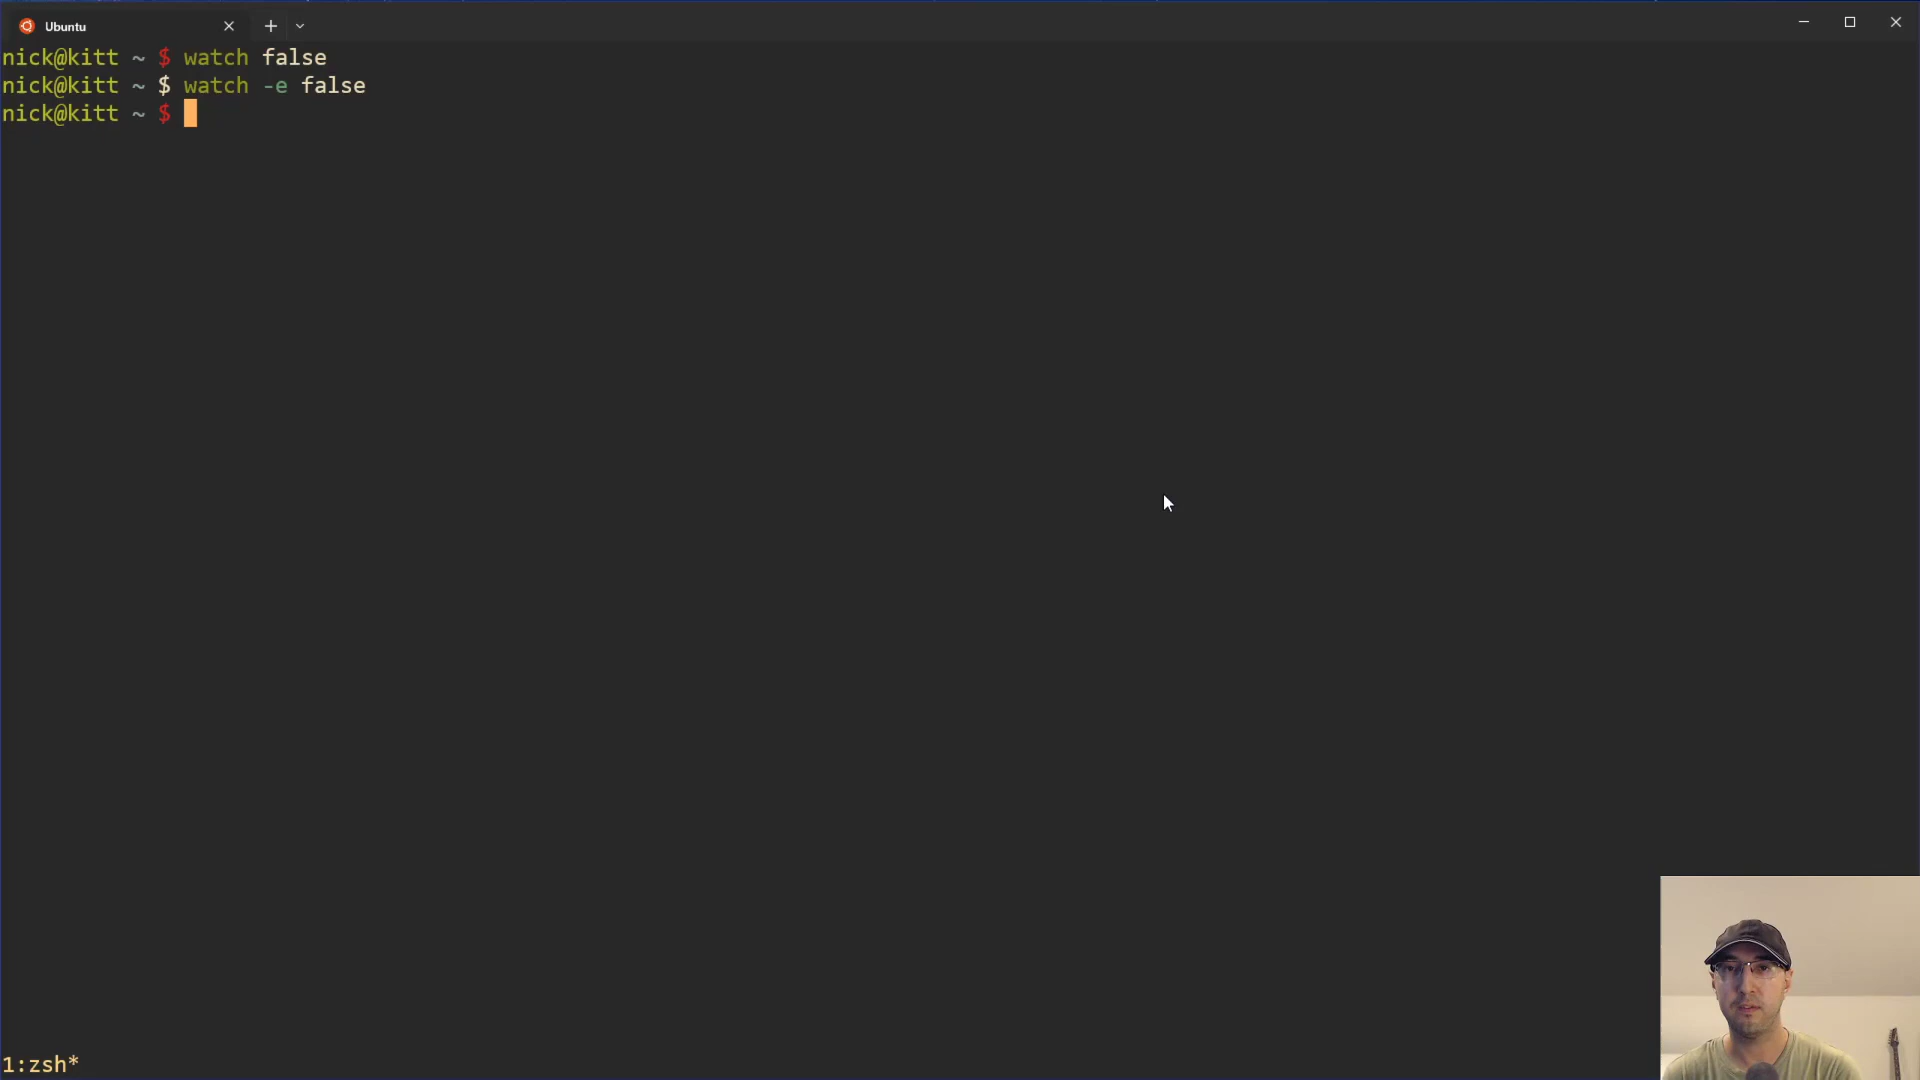 Ubuntu
nick@kitt ~ $ watch false
nick@kitt ~ $ watch -e false
nick@kitt ~ $
1:zsh*